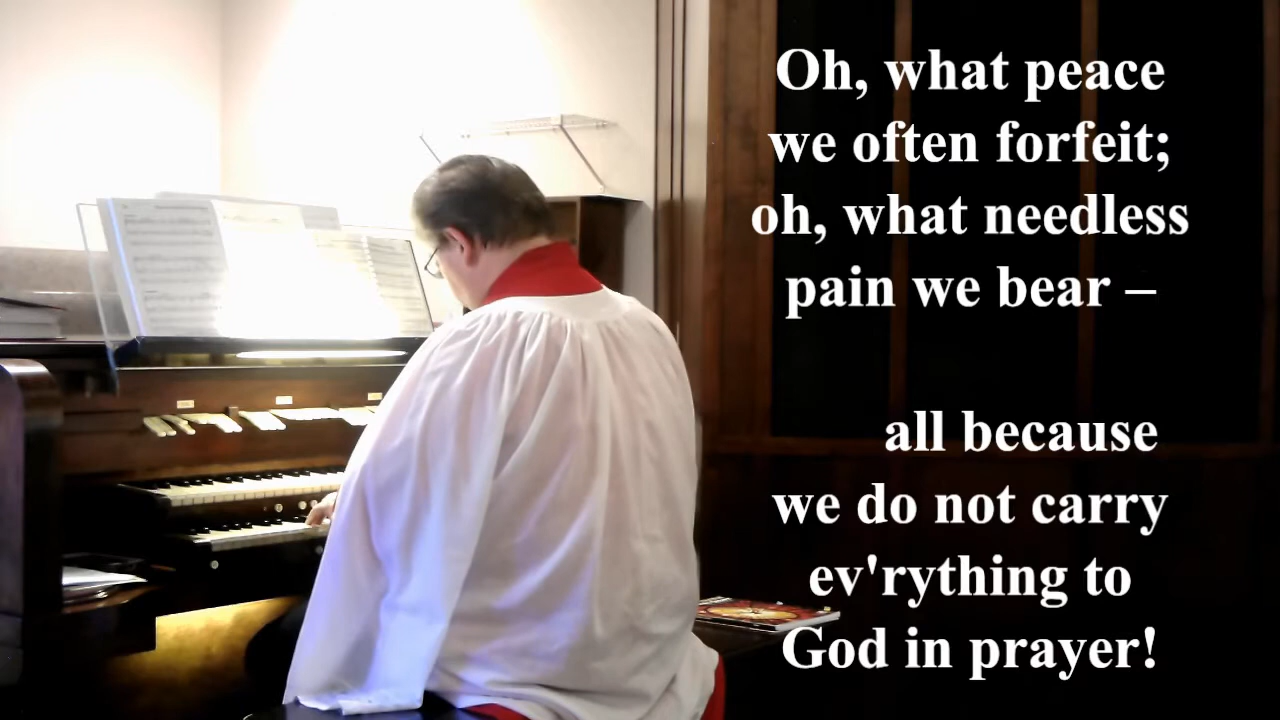 Oh, what peace
we often forfeit;
oh, what needless
pain we bear –
all because
we do not carry
ev'rything to
God in prayer!